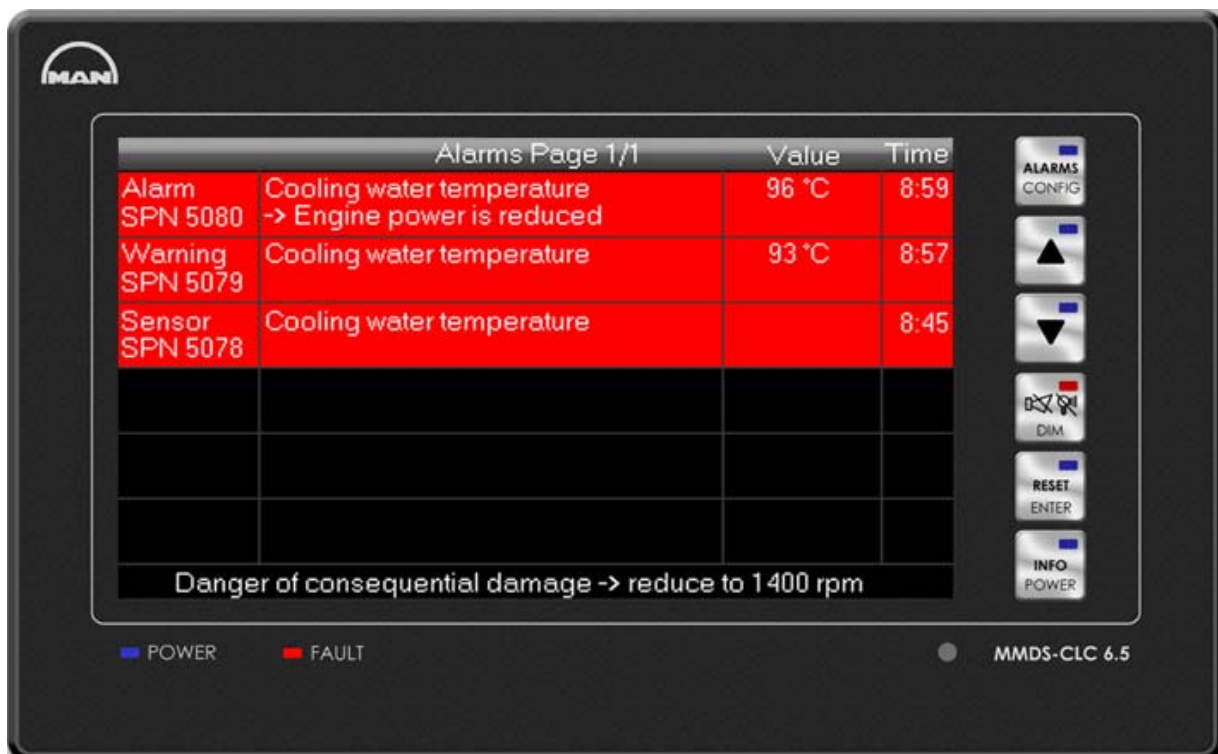 MAN
Alarms Page 1/1 Value Time
Alarm Cooling water temperature 96 °C 8:59
SPN 5080 -> Engine power is reduced
Warning Cooling water temperature 93 °C 8:57
SPN 5079
Sensor Cooling water temperature 8:45
SPN 5078
Danger of consequential damage -> reduce to 1400 rpm
ALARMS
CONFIG
DIM
RESET
ENTER
INFO
POWER
POWER FAULT MMDS-CLC 6.5